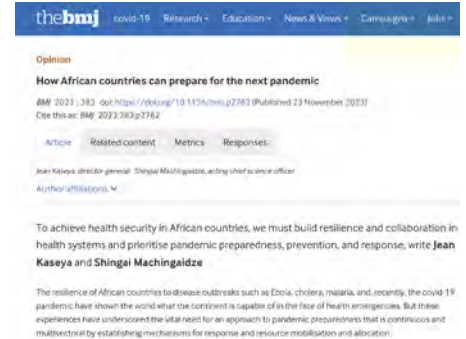 thebmj covid-19 Research Education News & Views Campaigns Jobs
Opinion
How African countries can prepare for the next pandemic
BMJ 2023 ; 383 doi: https://doi.org/10.1136/bmj.p2762 (Published 23 November 2023)
Cite this as: BMJ 2023;383:p2762
Article Related content Metrics Responses
Jean Kaseya, director general Shingai Machingaidze, acting chief science officer
Author affiliations
To achieve health security in African countries, we must build resilience and collaboration in
health systems and prioritise pandemic preparedness, prevention, and response, write Jean
Kaseya and Shingai Machingaidze
The resilience of African countries to disease outbreaks such as Ebola, cholera, malaria, and, recently, the covid-19
pandemic have shown the world what the continent is capable of in the face of health emergencies. But these
experiences have underscored the vital need for an approach to pandemic preparedness that is continuous and
multisectoral by establishing mechanisms for response and resource mobilisation and allocation.